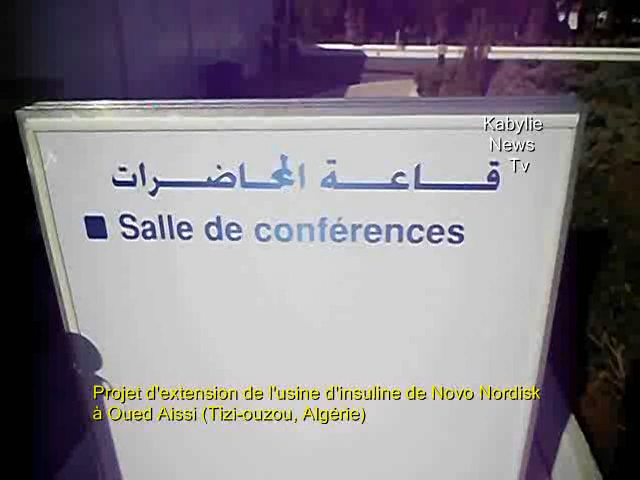 Kabylie
News
Tv
قاعة المحاضرات
Salle de conférences
Projet d'extension de l'usine d'insuline de Novo Nordisk
à Oued Aissi (Tizi-ouzou, Algérie)